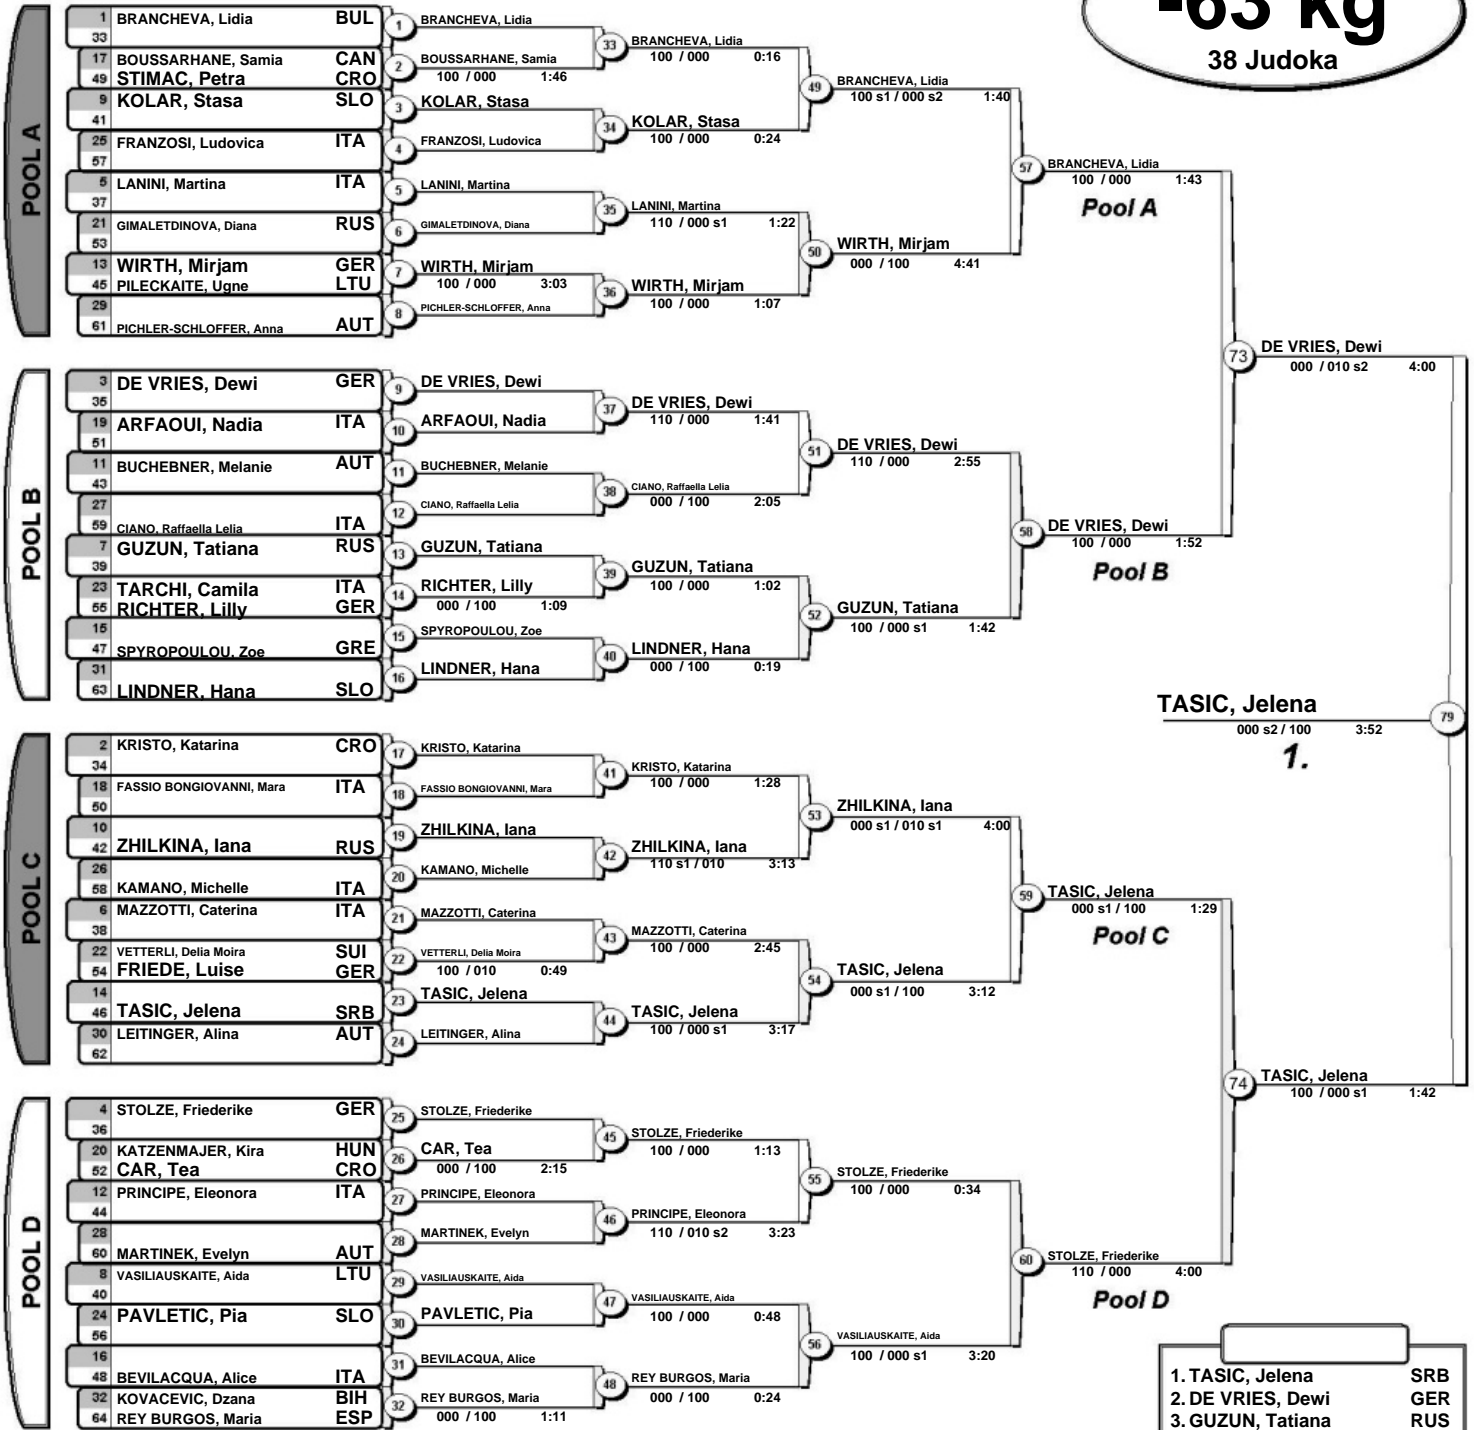 -63 kg
38 Judoka
POOL A
1 BRANCHEVA, Lidia BUL
33
17 BOUSSARHANE, Samia CAN
49 STIMAC, Petra CRO
9 KOLAR, Stasa SLO
41
25 FRANZOSI, Ludovica ITA
57
5 LANINI, Martina ITA
37
21 GIMALETDINOVA, Diana RUS
53
13 WIRTH, Mirjam GER
45 PILECKAITE, Ugne LTU
29
61 PICHLER-SCHLOFFER, Anna AUT
1 BRANCHEVA, Lidia
2 BOUSSARHANE, Samia
100 / 000 1:46
3 KOLAR, Stasa
4 FRANZOSI, Ludovica
5 LANINI, Martina
6 GIMALETDINOVA, Diana
7 WIRTH, Mirjam
100 / 000 3:03
8 PICHLER-SCHLOFFER, Anna
33 BRANCHEVA, Lidia
100 / 000 0:16
34 KOLAR, Stasa
100 / 000 0:24
35 LANINI, Martina
110 / 000 s1 1:22
36 WIRTH, Mirjam
100 / 000 1:07
49 BRANCHEVA, Lidia
100 s1 / 000 s2 1:40
50 WIRTH, Mirjam
000 / 100 4:41
57 BRANCHEVA, Lidia
100 / 000 1:43
Pool A
POOL B
3 DE VRIES, Dewi GER
35
19 ARFAOUI, Nadia ITA
51
11 BUCHEBNER, Melanie AUT
43
27
59 CIANO, Raffaella Lelia ITA
7 GUZUN, Tatiana RUS
39
23 TARCHI, Camila ITA
55 RICHTER, Lilly GER
15
47 SPYROPOULOU, Zoe GRE
31
63 LINDNER, Hana SLO
9 DE VRIES, Dewi
10 ARFAOUI, Nadia
11 BUCHEBNER, Melanie
12 CIANO, Raffaella Lelia
13 GUZUN, Tatiana
14 RICHTER, Lilly
000 / 100 1:09
15 SPYROPOULOU, Zoe
16 LINDNER, Hana
37 DE VRIES, Dewi
110 / 000 1:41
38 CIANO, Raffaella Lelia
000 / 100 2:05
39 GUZUN, Tatiana
100 / 000 1:02
40 LINDNER, Hana
000 / 100 0:19
51 DE VRIES, Dewi
110 / 000 2:55
52 GUZUN, Tatiana
100 / 000 s1 1:42
58 DE VRIES, Dewi
100 / 000 1:52
Pool B
73 DE VRIES, Dewi
000 / 010 s2 4:00
TASIC, Jelena 79
000 s2 / 100 3:52
1.
POOL C
2 KRISTO, Katarina CRO
34
18 FASSIO BONGIOVANNI, Mara ITA
50
10
42 ZHILKINA, Iana RUS
26
58 KAMANO, Michelle ITA
6 MAZZOTTI, Caterina ITA
38
22 VETTERLI, Delia Moira SUI
54 FRIEDE, Luise GER
14
46 TASIC, Jelena SRB
30 LEITINGER, Alina AUT
62
17 KRISTO, Katarina
18 FASSIO BONGIOVANNI, Mara
19 ZHILKINA, Iana
20 KAMANO, Michelle
21 MAZZOTTI, Caterina
22 VETTERLI, Delia Moira
100 / 010 0:49
23 TASIC, Jelena
24 LEITINGER, Alina
41 KRISTO, Katarina
100 / 000 1:28
42 ZHILKINA, Iana
110 s1 / 010 3:13
43 MAZZOTTI, Caterina
100 / 000 2:45
44 TASIC, Jelena
100 / 000 s1 3:17
53 ZHILKINA, Iana
000 s1 / 010 s1 4:00
54 TASIC, Jelena
000 s1 / 100 3:12
59 TASIC, Jelena
000 s1 / 100 1:29
Pool C
74 TASIC, Jelena
100 / 000 s1 1:42
POOL D
4 STOLZE, Friederike GER
36
20 KATZENMAJER, Kira HUN
52 CAR, Tea CRO
12 PRINCIPE, Eleonora ITA
44
28
60 MARTINEK, Evelyn AUT
8 VASILIAUSKAITE, Aida LTU
40
24 PAVLETIC, Pia SLO
56
16
48 BEVILACQUA, Alice ITA
32 KOVACEVIC, Dzana BIH
64 REY BURGOS, Maria ESP
25 STOLZE, Friederike
26 CAR, Tea
000 / 100 2:15
27 PRINCIPE, Eleonora
28 MARTINEK, Evelyn
29 VASILIAUSKAITE, Aida
30 PAVLETIC, Pia
31 BEVILACQUA, Alice
32 REY BURGOS, Maria
000 / 100 1:11
45 STOLZE, Friederike
100 / 000 1:13
46 PRINCIPE, Eleonora
110 / 010 s2 3:23
47 VASILIAUSKAITE, Aida
100 / 000 0:48
48 REY BURGOS, Maria
000 / 100 0:24
55 STOLZE, Friederike
100 / 000 0:34
56 VASILIAUSKAITE, Aida
100 / 000 s1 3:20
60 STOLZE, Friederike
110 / 000 4:00
Pool D
1. TASIC, Jelena SRB
2. DE VRIES, Dewi GER
3. GUZUN, Tatiana RUS